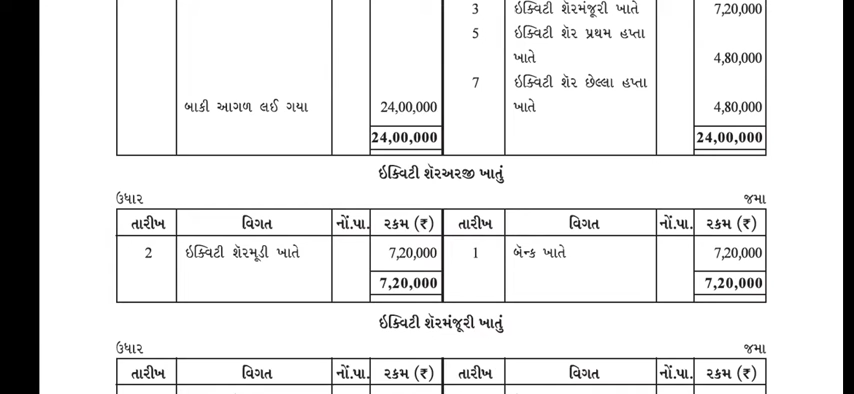 3 ઇક્વિટી શૅરમંજૂરી ખાતે 7,20,000
5 ઇક્વિટી શૅર પ્રથમ હપ્તા
ખાતે 4,80,000
7 ઇક્વિટી શૅર છેલ્લા હપ્તા
બાકી આગળ લઈ ગયા 24,00,000 ખાતે 4,80,000
24,00,000 24,00,000
ઇક્વિટી શૅરઅરજી ખાતું
ઉધાર જમા
તારીખ વિગત નોં.પા. રકમ (₹) તારીખ વિગત નોં.પા. રકમ (₹)
2 ઇક્વિટી શૅરમૂડી ખાતે 7,20,000 1 બૅન્ક ખાતે 7,20,000
7,20,000 7,20,000
ઇક્વિટી શૅરમંજૂરી ખાતું
ઉધાર જમા
તારીખ વિગત નોં.પા. રકમ (₹) તારીખ વિગત નોં.પા. રકમ (₹)